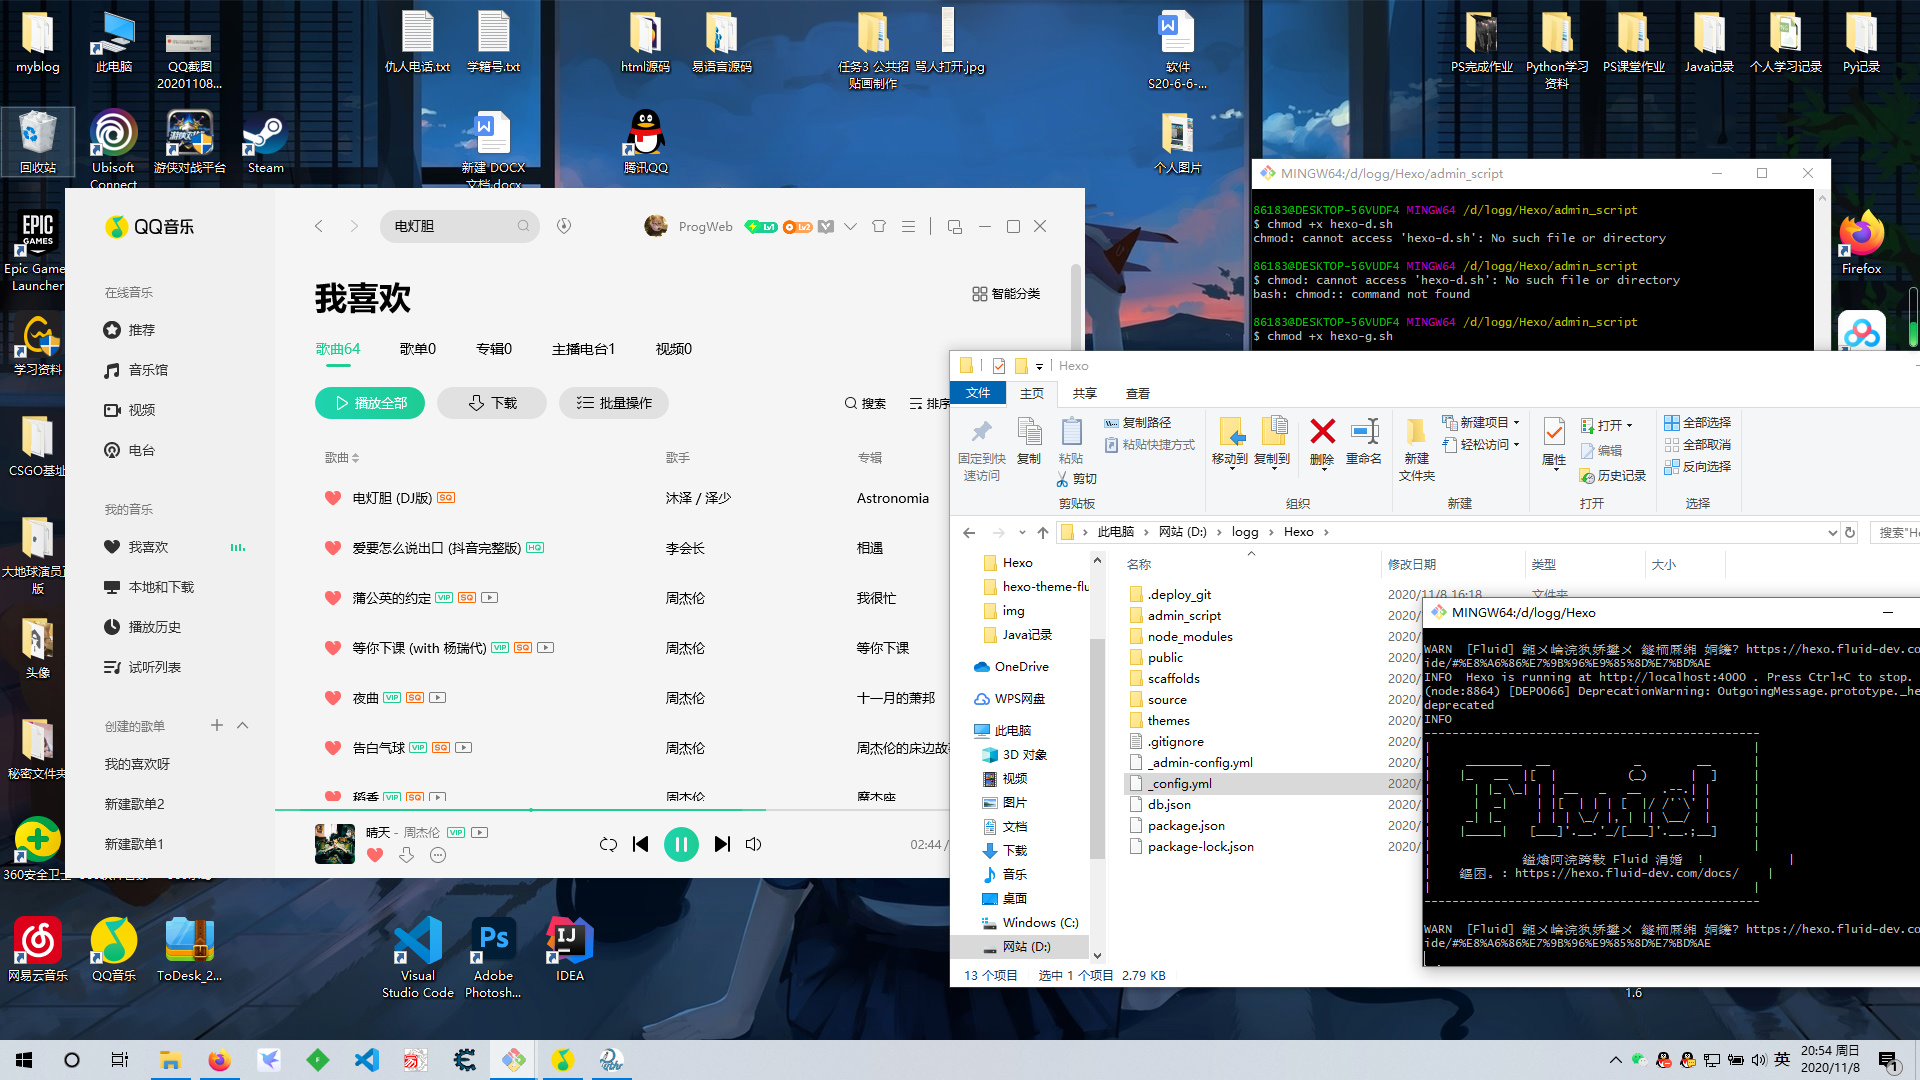 myblog
此电脑
QQ截图
20201108...
仇人电话.txt
学籍号.txt
html源码
易语言源码
任务3 公共招
贴画制作
骂人打开.jpg
软件
S20-6-6-...
PS完成作业
Python学习
资料
PS课堂作业
Java记录
个人学习记录
Py记录
回收站
Ubisoft
Connect
游侠对战平台
Steam
新建 DOCX
文档.docx
腾讯QQ
个人图片
EPIC
GAMES
Epic Game
Launcher
Firefox
学习资料
CSGO基址
大地球演员正
版
头像
秘密文件夹
360安全卫士
网易云音乐
QQ音乐
ToDesk_2...
Visual
Studio Code
Ps
Adobe
Photosh...
IJ
IDEA
1.6
QQ音乐
电灯胆
ProgWeb
Lv1
Lv2
在线音乐
推荐
音乐馆
视频
电台
我的音乐
我喜欢
本地和下载
播放历史
试听列表
创建的歌单
我的喜欢呀
新建歌单2
新建歌单1
我喜欢
智能分类
歌曲64 歌单0 专辑0 主播电台1 视频0
播放全部 下载 批量操作 搜索 排序
歌曲 歌手 专辑
电灯胆 (DJ版) SQ 沐泽 / 泽少 Astronomia
爱要怎么说出口 (抖音完整版) HQ 李会长 相遇
蒲公英的约定 VIP SQ 周杰伦 我很忙
等你下课 (with 杨瑞代) VIP SQ 周杰伦 等你下课
夜曲 VIP SQ 周杰伦 十一月的萧邦
告白气球 VIP SQ 周杰伦 周杰伦的床边故事
稻香 VIP SQ 周杰伦 魔杰座
晴天 - 周杰伦 VIP
02:44 /
MINGW64:/d/logg/Hexo/admin_script
86183@DESKTOP-56VUDF4 MINGW64 /d/logg/Hexo/admin_script
$ chmod +x hexo-d.sh
chmod: cannot access 'hexo-d.sh': No such file or directory
86183@DESKTOP-56VUDF4 MINGW64 /d/logg/Hexo/admin_script
$ chmod: cannot access 'hexo-d.sh': No such file or directory
bash: chmod:: command not found
86183@DESKTOP-56VUDF4 MINGW64 /d/logg/Hexo/admin_script
$ chmod +x hexo-g.sh
Hexo
文件 主页 共享 查看
固定到快
速访问
复制
粘贴
复制路径
粘贴快捷方式
剪切
剪贴板
移动到 复制到
删除 重命名
组织
新建
文件夹
新建项目
轻松访问
新建
属性
打开
编辑
历史记录
打开
全部选择
全部取消
反向选择
选择
此电脑 网站 (D:) logg Hexo
搜索"He
Hexo
hexo-theme-flu
img
Java记录
OneDrive
WPS网盘
此电脑
3D 对象
视频
图片
文档
下载
音乐
桌面
Windows (C:)
网站 (D:)
名称 修改日期 类型 大小
.deploy_git 2020/11/8 16:18 文件夹
admin_script 2020/
node_modules 2020/
public 2020/
scaffolds 2020/
source 2020/
themes 2020/
.gitignore 2020/
_admin-config.yml 2020/
_config.yml 2020/
db.json 2020/
package.json 2020/
package-lock.json 2020/
13 个项目 选中 1 个项目 2.79 KB
MINGW64:/d/logg/Hexo
WARN [Fluid] https://hexo.fluid-dev.co
ide/#%E8%A6%86%E7%9B%96%E9%85%8D%E7%BD%AE
INFO Hexo is running at http://localhost:4000 . Press Ctrl+C to stop.
(node:8864) [DEP0066] DeprecationWarning: OutgoingMessage.prototype._he
deprecated
INFO
Fluid
Fluid
https://hexo.fluid-dev.com/docs/
WARN [Fluid] https://hexo.fluid-dev.co
ide/#%E8%A6%86%E7%9B%96%E9%85%8D%E7%BD%AE
英
20:54 周日
2020/11/8
1